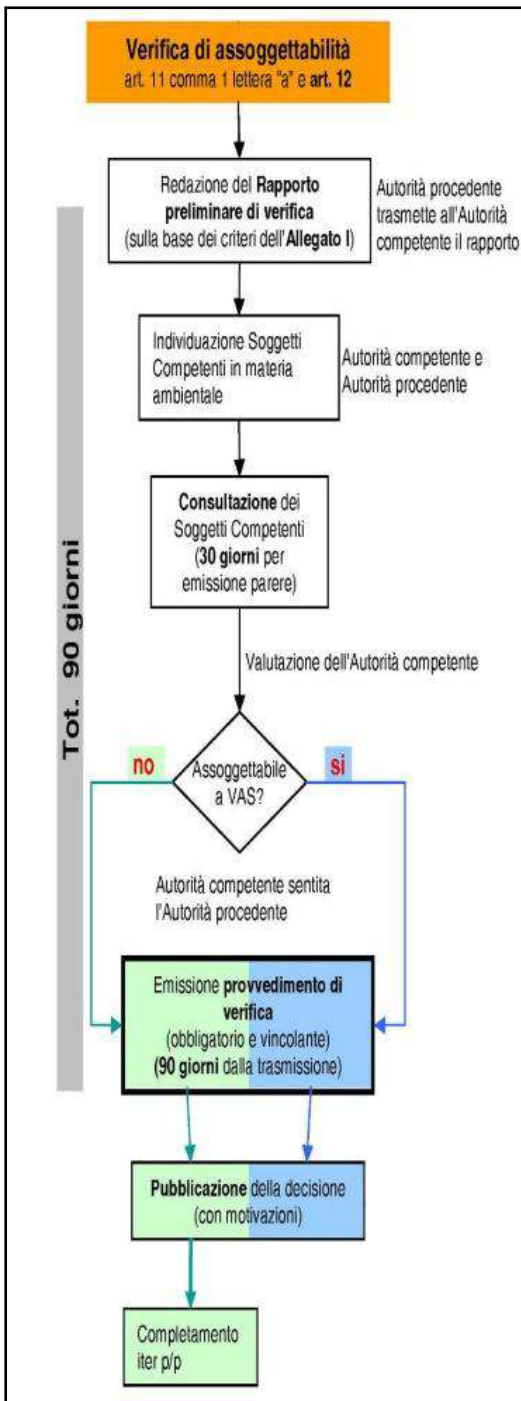 Verifica di assoggettabilità
art. 11 comma 1 lettera "a" e art. 12
Redazione del Rapporto
preliminare di verifica
(sulla base dei criteri dell'Allegato I)
Autorità procedente
trasmette all'Autorità
competente il rapporto
Individuazione Soggetti
Competenti in materia
ambientale
Autorità competente e
Autorità procedente
Consultazione dei
Soggetti Competenti
(30 giorni per
emissione parere)
Tot. 90 giorni
Valutazione dell'Autorità competente
no
Assoggettabile
a VAS?
si
Autorità competente sentita
l'Autorità procedente
Emissione provvedimento di
verifica
(obbligatorio e vincolante)
(90 giorni dalla trasmissione)
Pubblicazione della decisione
(con motivazioni)
Completamento
iter p/p